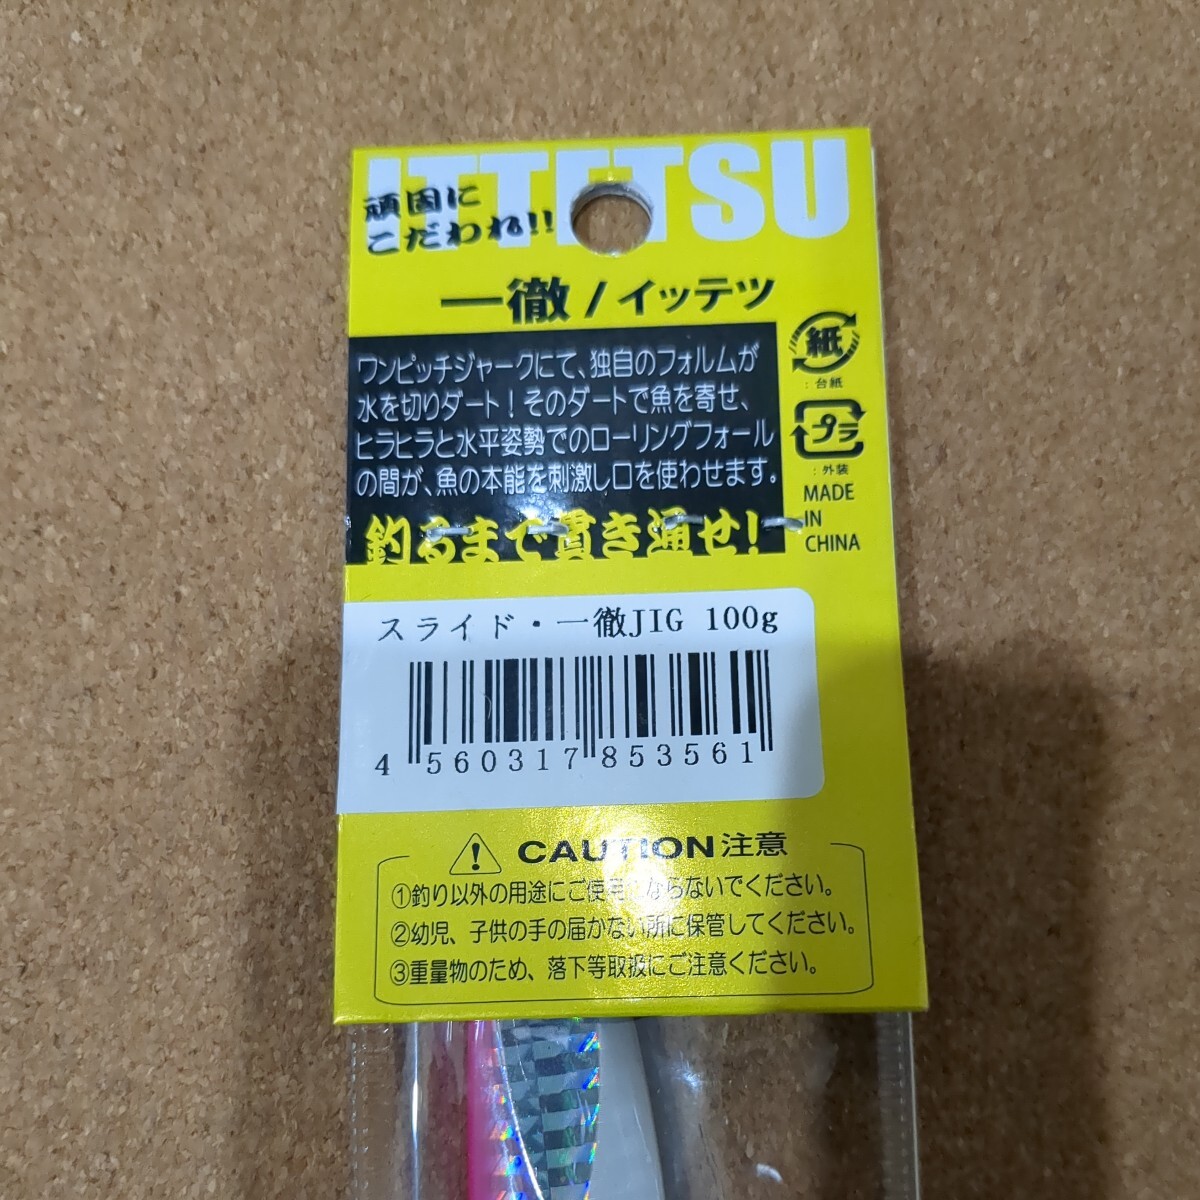 ITTETSU
頑固に
こだわれ!!
一徹 / イッテツ
ワンピッチジャークにて、独自のフォルムが
水を切りダート！そのダートで魚を寄せ、
ヒラヒラと水平姿勢でのローリングフォール
の間が、魚の本能を刺激し口を使わせます。
釣るまで貫き通せ!
紙
：台紙
プラ
：外装
MADE
IN
CHINA
スライド・一徹JIG 100g
4 560317 853561
CAUTION 注意
①釣り以外の用途にご使用 ならないでください。
②幼児、子供の手の届かない所に保管してください。
③重量物のため、落下等取扱にご注意ください。